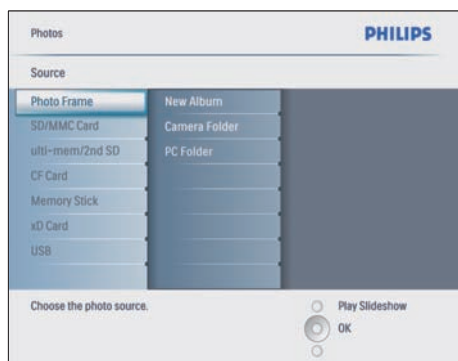 Photos
PHILIPS
Source
Photo Frame
New Album
SD/MMC Card
Camera Folder
ulti-mem/2nd SD
PC Folder
CF Card
Memory Stick
xD Card
USB
Choose the photo source.
Play Slideshow
OK